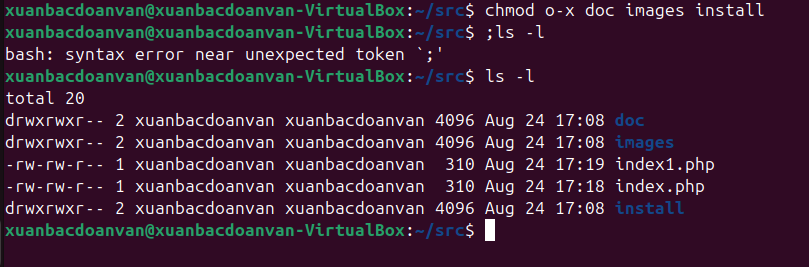 xuanbacdoanvan@xuanbacdoanvan-VirtualBox:~/src$ chmod o-x doc images install
xuanbacdoanvan@xuanbacdoanvan-VirtualBox:~/src$ ;ls -l
bash: syntax error near unexpected token `;'
xuanbacdoanvan@xuanbacdoanvan-VirtualBox:~/src$ ls -l
total 20
drwxrwxr-- 2 xuanbacdoanvan xuanbacdoanvan 4096 Aug 24 17:08 doc
drwxrwxr-- 2 xuanbacdoanvan xuanbacdoanvan 4096 Aug 24 17:08 images
-rw-rw-r-- 1 xuanbacdoanvan xuanbacdoanvan  310 Aug 24 17:19 index1.php
-rw-rw-r-- 1 xuanbacdoanvan xuanbacdoanvan  310 Aug 24 17:18 index.php
drwxrwxr-- 2 xuanbacdoanvan xuanbacdoanvan 4096 Aug 24 17:08 install
xuanbacdoanvan@xuanbacdoanvan-VirtualBox:~/src$